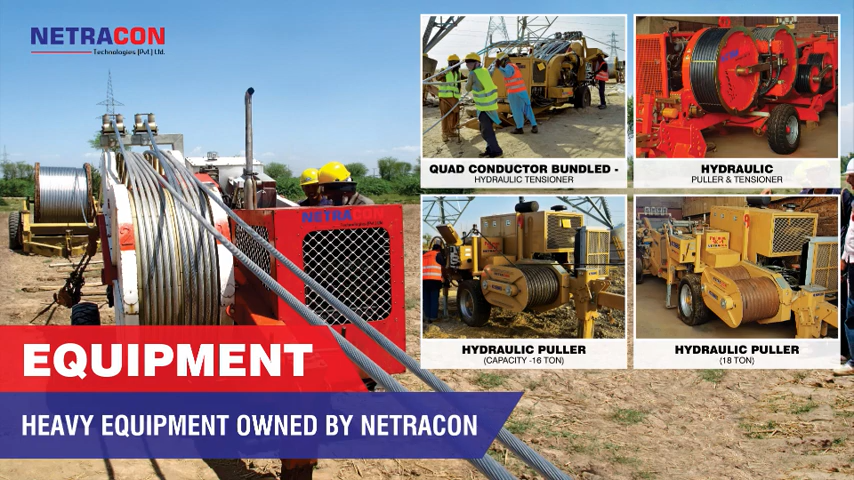 NETRACON
Technologies (Pvt.) Ltd.
QUAD CONDUCTOR BUNDLED -
HYDRAULIC TENSIONER
HYDRAULIC
PULLER & TENSIONER
NETRACON
HYDRAULIC PULLER
(CAPACITY -16 TON)
HYDRAULIC PULLER
(18 TON)
EQUIPMENT
HEAVY EQUIPMENT OWNED BY NETRACON